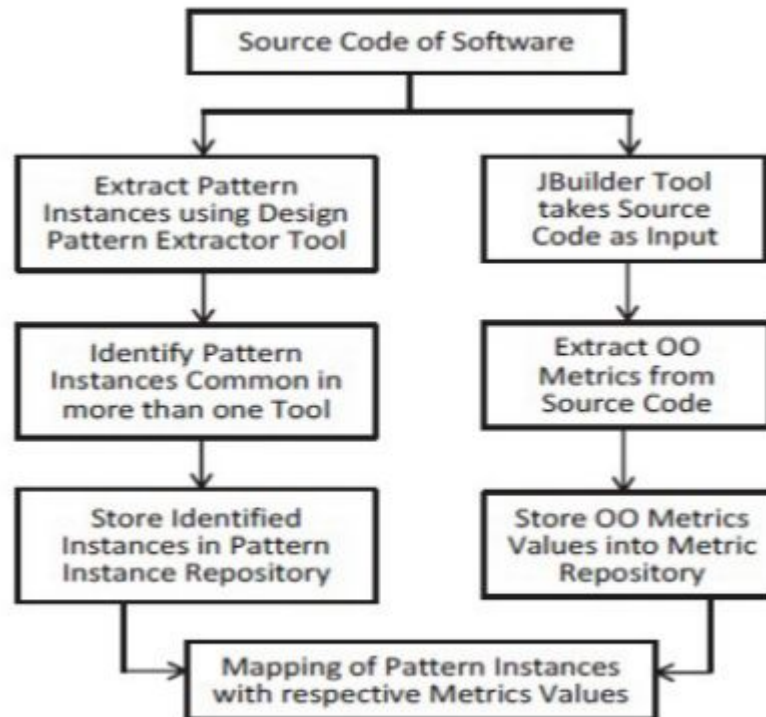 Source Code of Software
Extract Pattern
Instances using Design
Pattern Extractor Tool
JBuilder Tool
takes Source
Code as Input
Identify Pattern
Instances Common in
more than one Tool
Extract OO
Metrics from
Source Code
Store Identified
Instances in Pattern
Instance Repository
Store OO Metrics
Values into Metric
Repository
Mapping of Pattern Instances
with respective Metrics Values